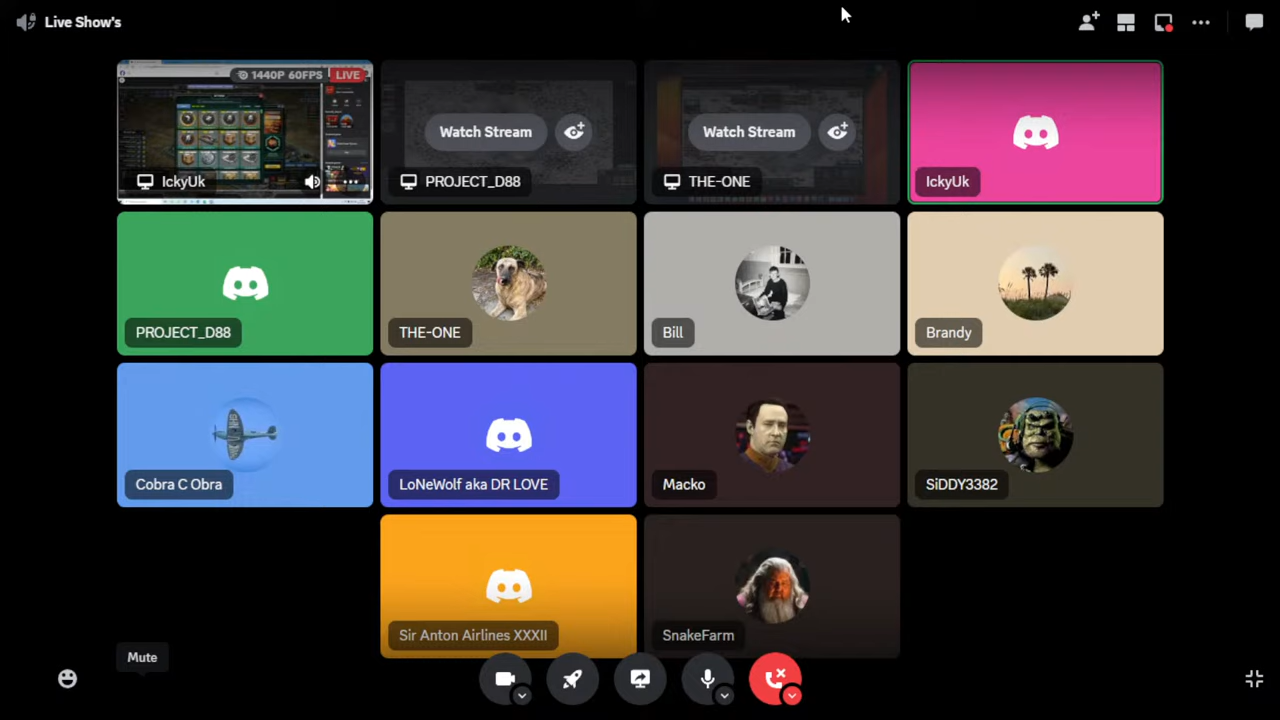 Live Show's
1440P 60FPS
LIVE
IckyUk
Watch Stream
PROJECT_D88
Watch Stream
THE-ONE
IckyUk
PROJECT_D88
THE-ONE
Bill
Brandy
Cobra C Obra
LoNeWolf aka DR LOVE
Macko
SiDDY3382
Sir Anton Airlines XXXII
SnakeFarm
Mute